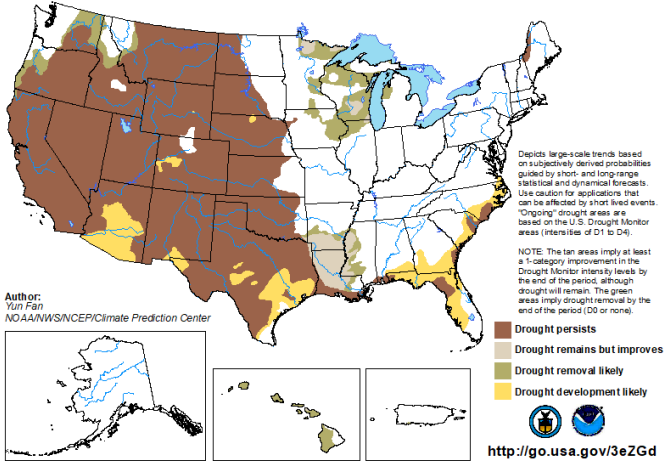 Depicts large-scale trends based
on subjectively derived probabilities
guided by short- and long-range
statistical and dynamical forecasts.
Use caution for applications that
can be affected by short lived events.
"Ongoing" drought areas are
based on the U.S. Drought Monitor
areas (intensities of D1 to D4).
NOTE: The tan areas imply at least
a 1-category improvement in the
Drought Monitor intensity levels by
the end of the period, although
drought will remain. The green
areas imply drought removal by the
end of the period (D0 or none).
Author:
Yun Fan
NOAA/NWS/NCEP/Climate Prediction Center
Drought persists
Drought remains but improves
Drought removal likely
Drought development likely
http://go.usa.gov/3eZGd